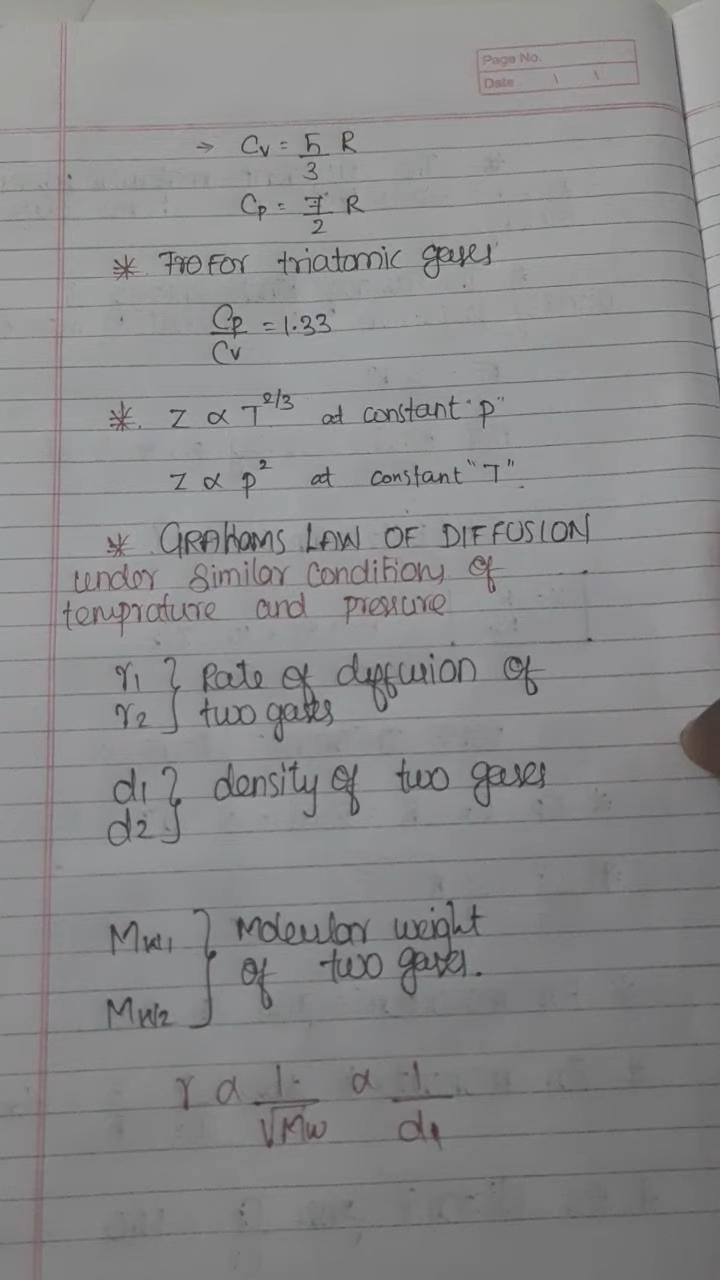 Page No.
Date \ \
→ Cv = 5/3 R
Cp = 7/2 R
* For triatomic gases
Cp/Cv = 1.33
* Z ∝ T^2/3 at constant "p"
Z ∝ p^2 at constant "T"
* GRAHAMS LAW OF DIFFUSION
under similar conditions of
temprature and pressure
r1 } Rate of diffusion of
r2 } two gases
d1 } density of two gases
d2 }
Mw1 } Moleular weight
of two gases.
Mw2 }
r ∝ 1/√Mw ∝ 1/d1